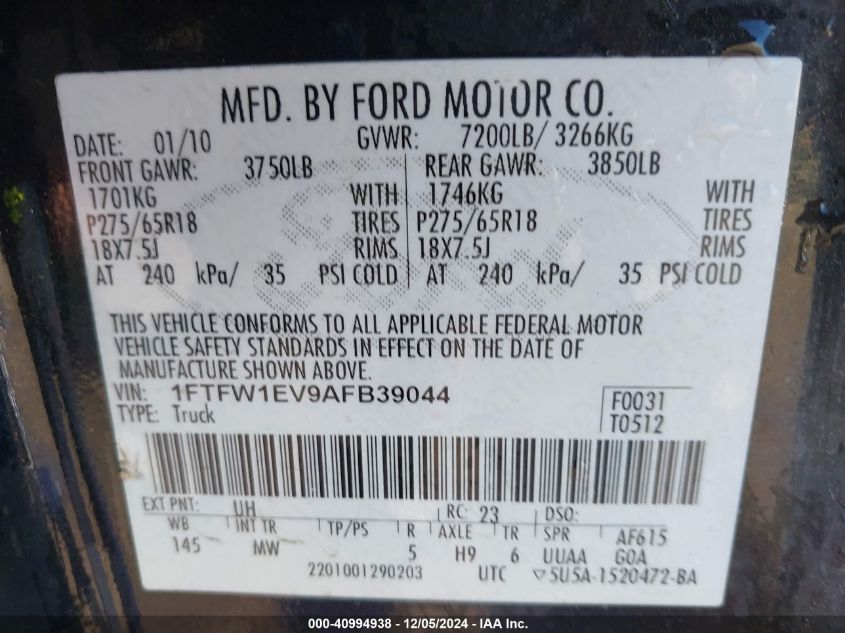 MFD. BY FORD MOTOR CO.
DATE: 01/10 GVWR: 7200LB/ 3266KG
FRONT GAWR: 3750LB REAR GAWR: 3850LB
1701KG WITH 1746KG WITH
P275/65R18 TIRES P275/65R18 TIRES
18X7.5J RIMS 18X7.5J RIMS
AT 240 kPa/ 35 PSI COLD AT 240 kPa/ 35 PSI COLD
THIS VEHICLE CONFORMS TO ALL APPLICABLE FEDERAL MOTOR
VEHICLE SAFETY STANDARDS IN EFFECT ON THE DATE OF
MANUFACTURE SHOWN ABOVE.
VIN: 1FTFW1EV9AFB39044
TYPE: Truck
F0031
T0512
EXT PNT: UH RC: 23 DSO:
WB INT TR TP/PS R AXLE TR SPR AF615
145 MW 5 H9 6 UUAA GOA
2201001290203 UTC ▽5U5A-1520472-BA
000-40994938 - 12/05/2024 - IAA Inc.